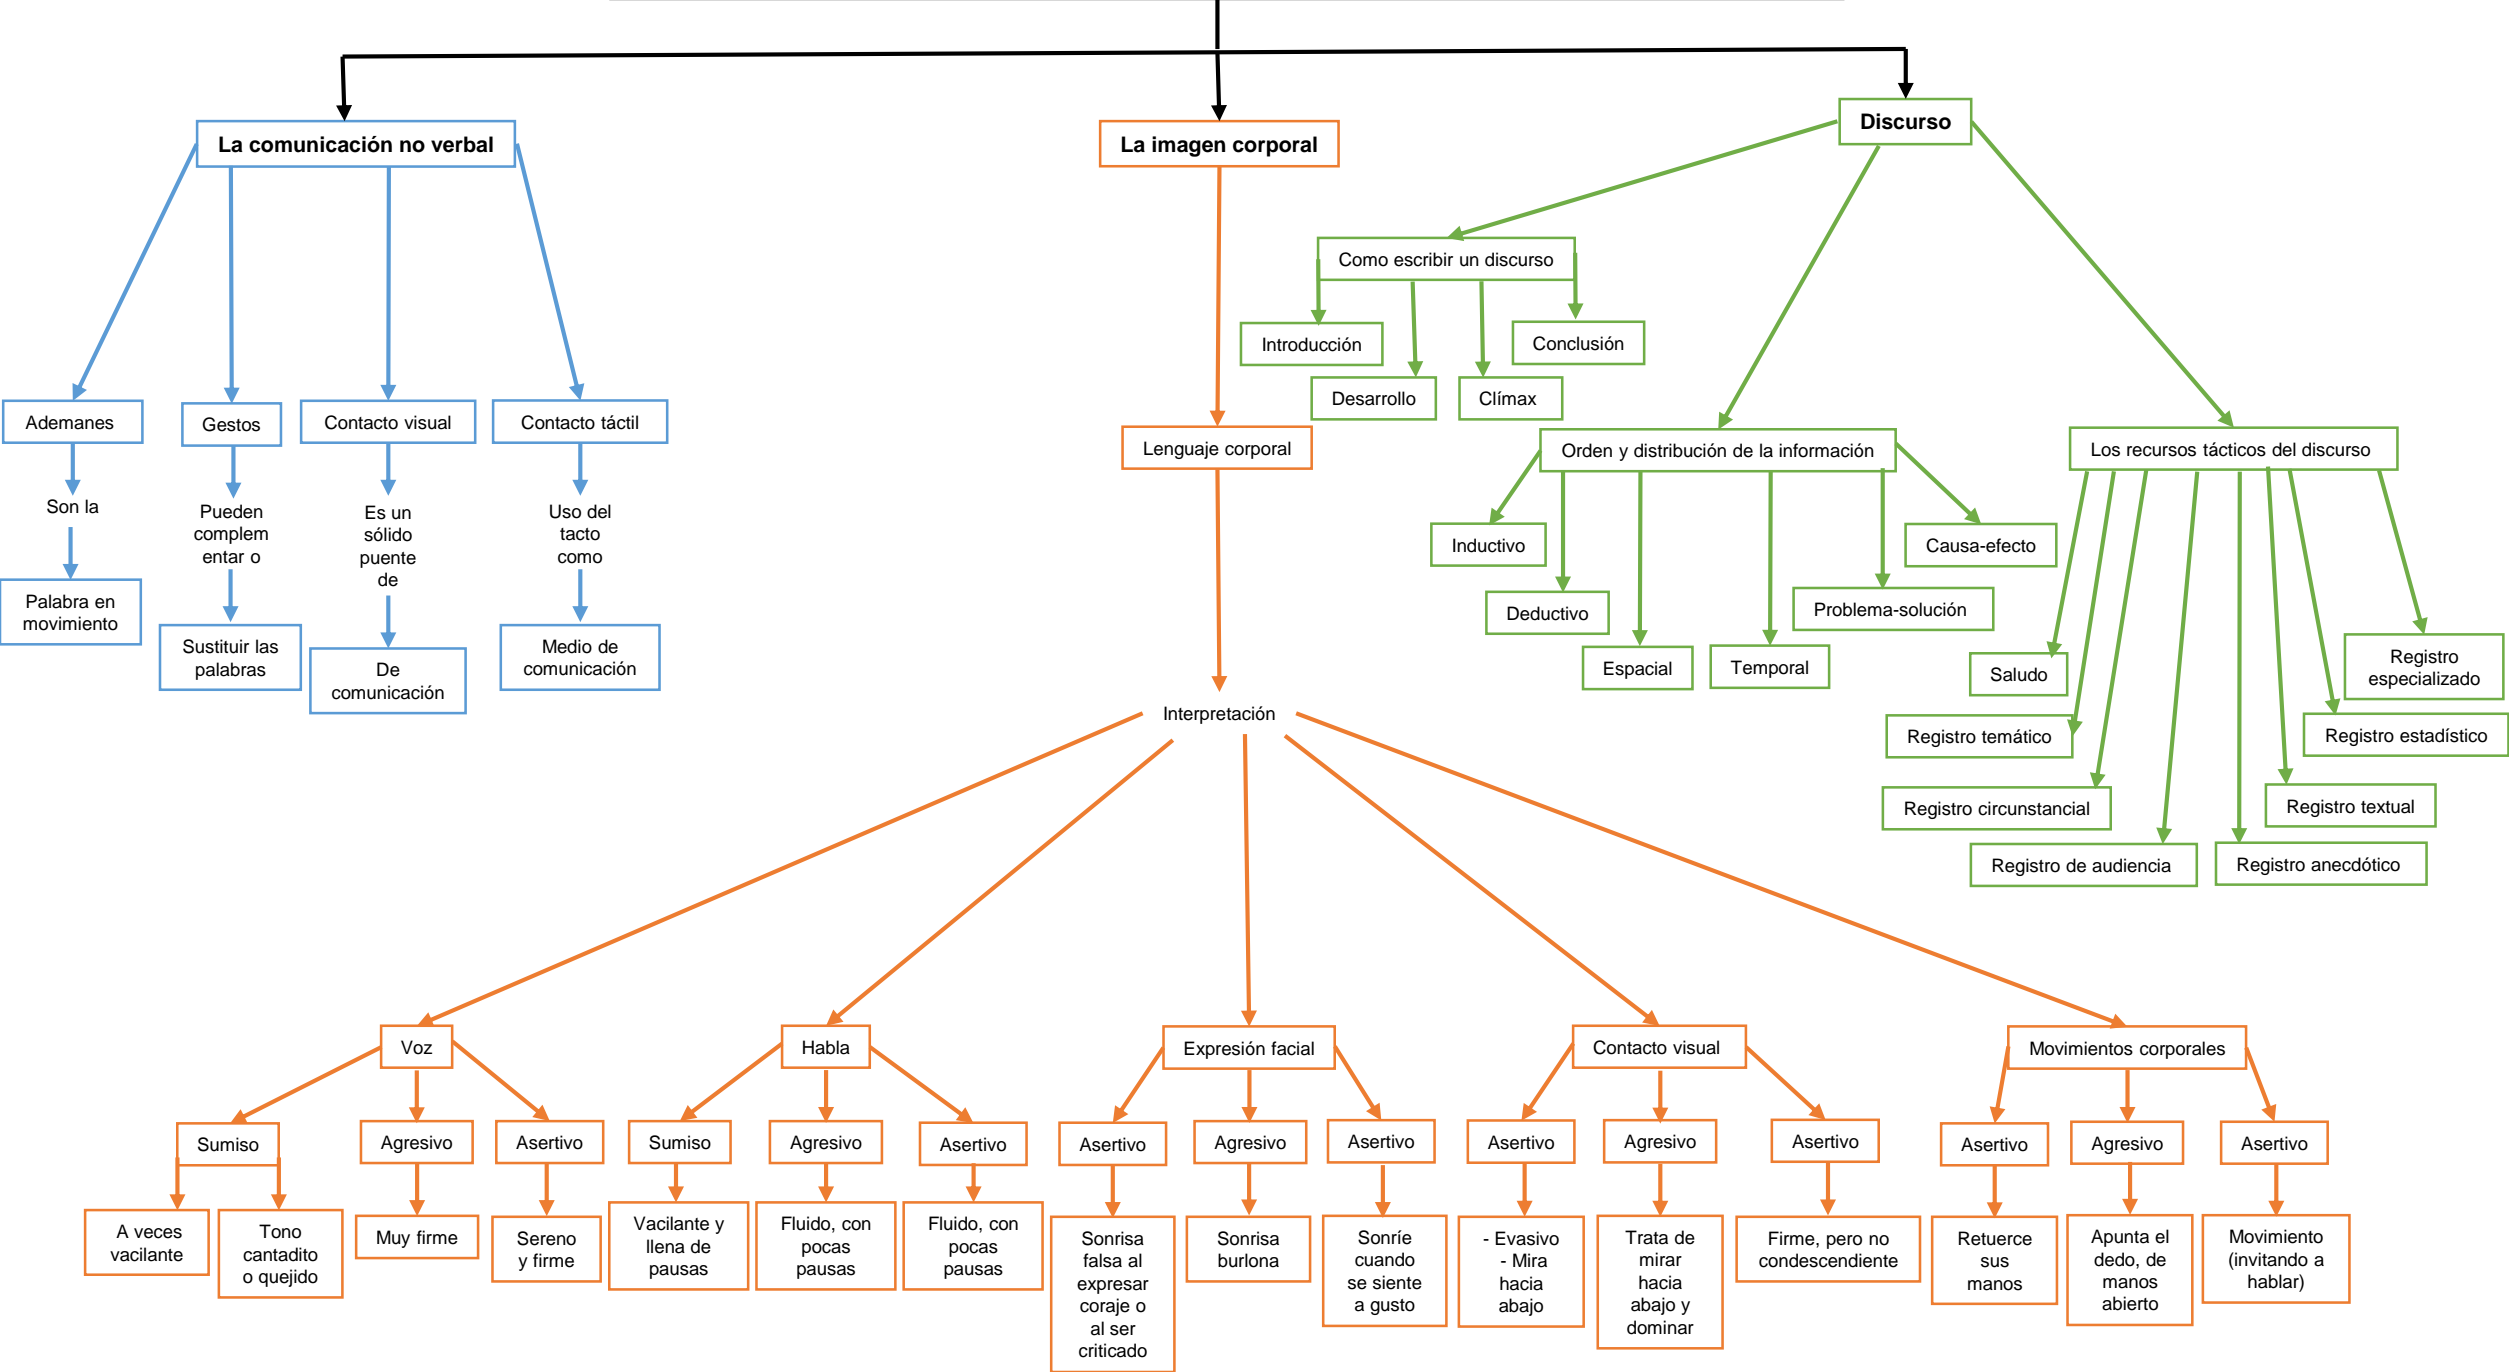 La comunicación no verbal
La imagen corporal
Discurso
Ademanes
Son la
Palabra en
movimiento
Gestos
Pueden
complem
entar o
Sustituir las
palabras
Contacto visual
Es un
sólido
puente
de
De
comunicación
Contacto táctil
Uso del
tacto
como
Medio de
comunicación
Lenguaje corporal
Interpretación
Como escribir un discurso
Introducción
Desarrollo
Clímax
Conclusión
Orden y distribución de la información
Inductivo
Deductivo
Espacial
Temporal
Problema-solución
Causa-efecto
Los recursos tácticos del discurso
Saludo
Registro temático
Registro circunstancial
Registro de audiencia
Registro anecdótico
Registro textual
Registro estadístico
Registro
especializado
Voz
Sumiso
A veces
vacilante
Tono
cantadito
o quejido
Agresivo
Muy firme
Asertivo
Sereno
y firme
Habla
Sumiso
Vacilante y
llena de
pausas
Agresivo
Fluido, con
pocas
pausas
Asertivo
Fluido, con
pocas
pausas
Expresión facial
Asertivo
Sonrisa
falsa al
expresar
coraje o
al ser
criticado
Agresivo
Sonrisa
burlona
Asertivo
Sonríe
cuando
se siente
a gusto
Contacto visual
Asertivo
- Evasivo
- Mira
hacia
abajo
Agresivo
Trata de
mirar
hacia
abajo y
dominar
Asertivo
Firme, pero no
condescendiente
Movimientos corporales
Asertivo
Retuerce
sus
manos
Agresivo
Apunta el
dedo, de
manos
abierto
Asertivo
Movimiento
(invitando a
hablar)